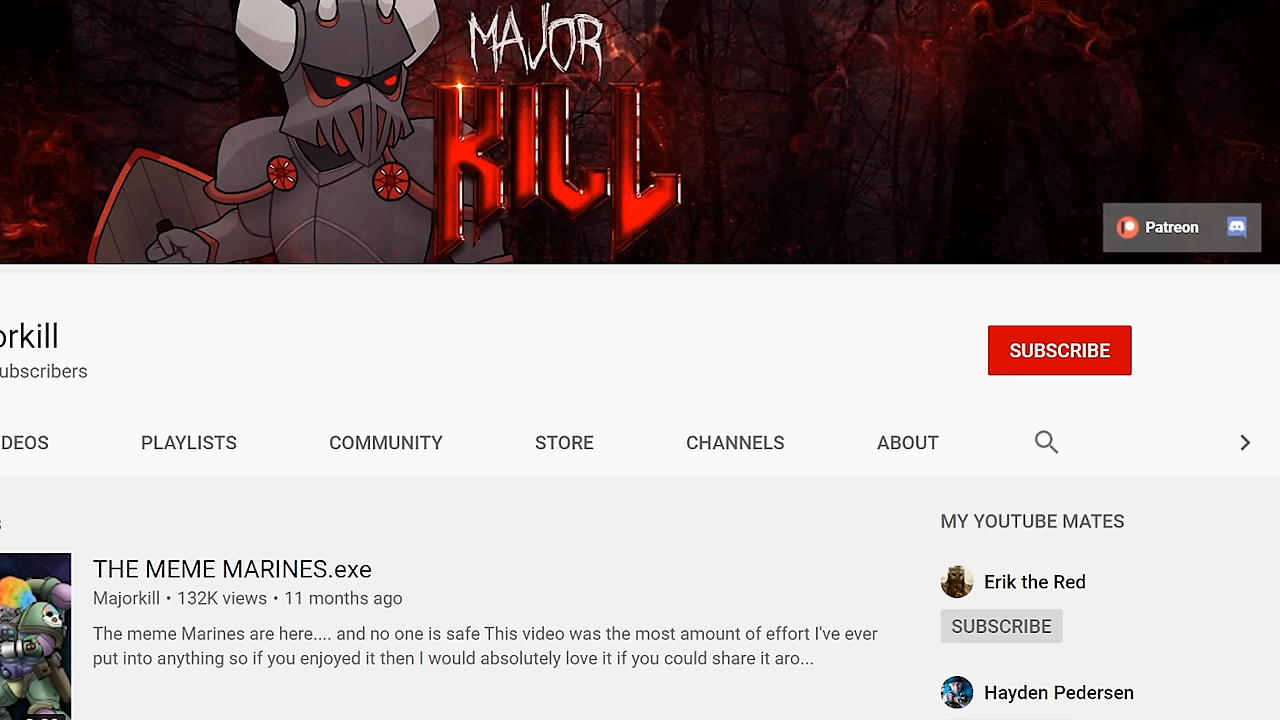 MAJOR
KILL
Patreon
orkill
ubscribers
SUBSCRIBE
DEOS
PLAYLISTS
COMMUNITY
STORE
CHANNELS
ABOUT
s
MY YOUTUBE MATES
THE MEME MARINES.exe
Majorkill • 132K views • 11 months ago
The meme Marines are here.... and no one is safe This video was the most amount of effort I've ever
put into anything so if you enjoyed it then I would absolutely love it if you could share it aro...
Erik the Red
SUBSCRIBE
Hayden Pedersen